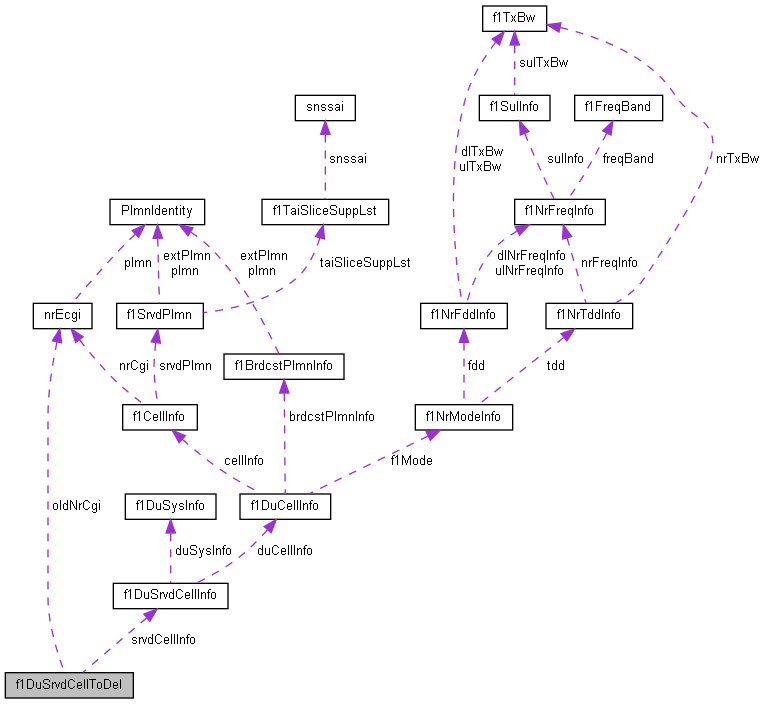 f1TxBw
sulTxBw
snssai
f1SulInfo
f1FreqBand
dlTxBw
ulTxBw
snssai
sulInfo
freqBand
nrTxBw
PlmnIdentity
f1TaiSliceSuppLst
f1NrFreqInfo
plmn
extPlmn
plmn
extPlmn
plmn
taiSliceSuppLst
dlNrFreqInfo
ulNrFreqInfo
nrFreqInfo
nrEcgi
f1SrvdPlmn
f1NrFddInfo
f1NrTddInfo
nrCgi
srvdPlmn
f1BrdcstPlmnInfo
fdd
tdd
f1CellInfo
brdcstPlmnInfo
f1NrModeInfo
cellInfo
f1Mode
oldNrCgi
f1DuSysInfo
f1DuCellInfo
duSysInfo
duCellInfo
f1DuSrvdCellInfo
srvdCellInfo
f1DuSrvdCellToDel